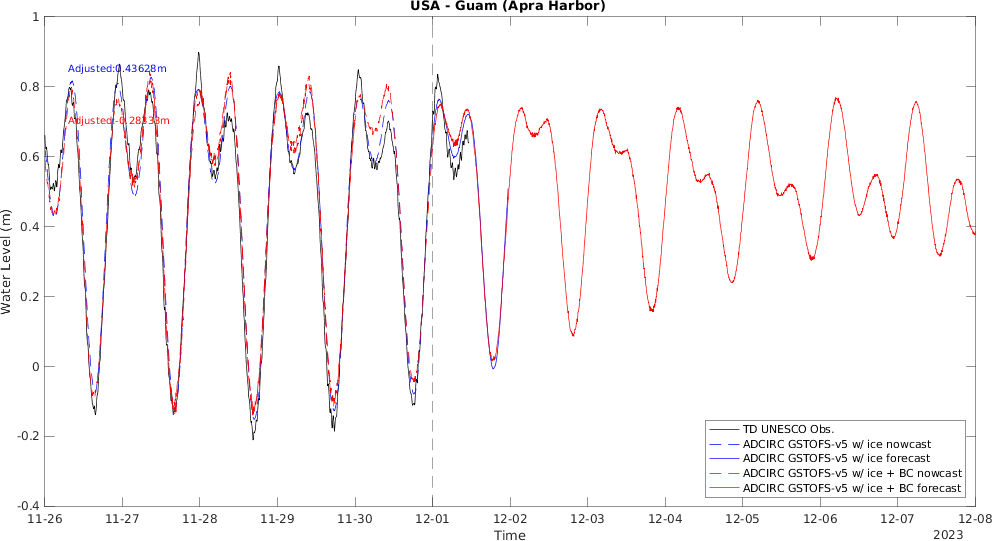 USA - Guam (Apra Harbor)
1
0.8
0.6
0.4
0.2
0
-0.2
-0.4
Water Level (m)
Adjusted:0.43628m
Adjusted:-0.28333m
TD UNESCO Obs.
ADCIRC GSTOFS-v5 w/ ice nowcast
ADCIRC GSTOFS-v5 w/ ice forecast
ADCIRC GSTOFS-v5 w/ ice + BC nowcast
ADCIRC GSTOFS-v5 w/ ice + BC forecast
11-26 11-27 11-28 11-29 11-30 12-01 12-02 12-03 12-04 12-05 12-06 12-07 12-08
Time
2023